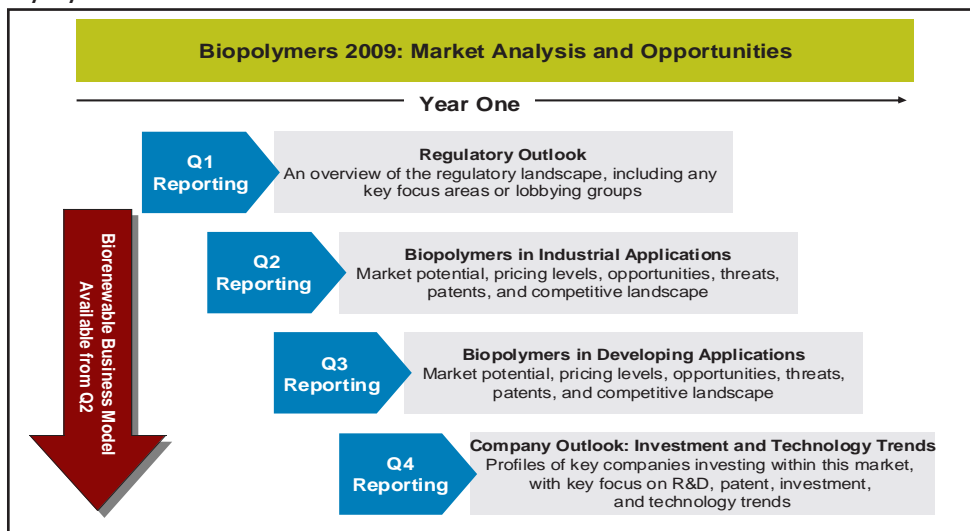 Biopolymers 2009: Market Analysis and Opportunities
Year One
Q1
Reporting
Regulatory Outlook
An overview of the regulatory landscape, including any
key focus areas or lobbying groups
Biorenewable Business Model
Available from Q2
Q2
Reporting
Biopolymers in Industrial Applications
Market potential, pricing levels, opportunities, threats,
patents, and competitive landscape
Q3
Reporting
Biopolymers in Developing Applications
Market potential, pricing levels, opportunities, threats,
patents, and competitive landscape
Q4
Reporting
Company Outlook: Investment and Technology Trends
Profiles of key companies investing within this market,
with key focus on R&D, patent, investment,
and technology trends